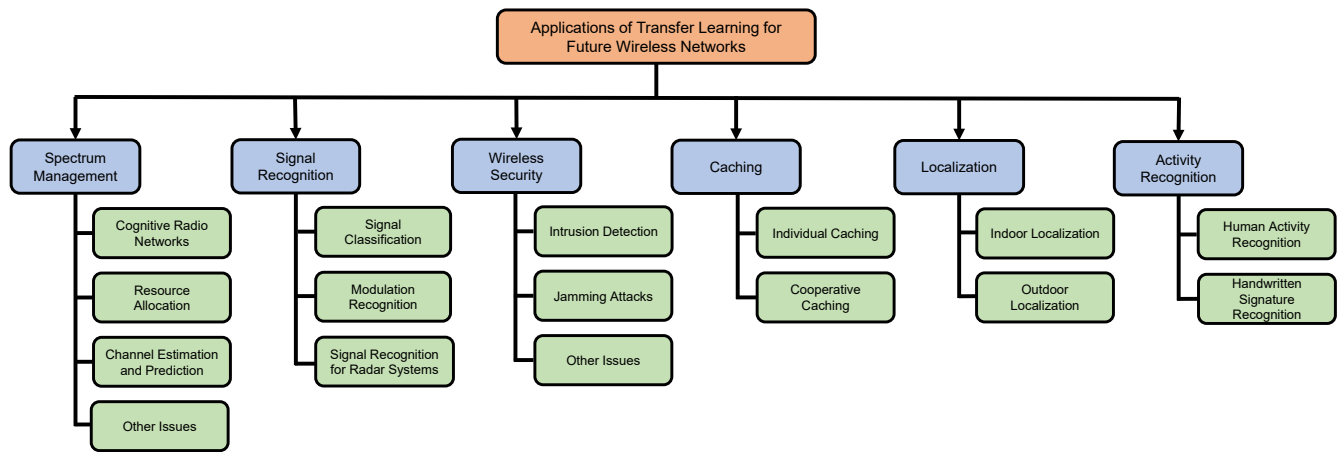 Applications of Transfer Learning for
Future Wireless Networks
Spectrum
Management
Cognitive Radio
Networks
Resource
Allocation
Channel Estimation
and Prediction
Other Issues
Signal
Recognition
Signal
Classification
Modulation
Recognition
Signal Recognition
for Radar Systems
Wireless
Security
Intrusion Detection
Jamming Attacks
Other Issues
Caching
Individual Caching
Cooperative
Caching
Localization
Indoor Localization
Outdoor
Localization
Activity
Recognition
Human Activity
Recognition
Handwritten
Signature
Recognition